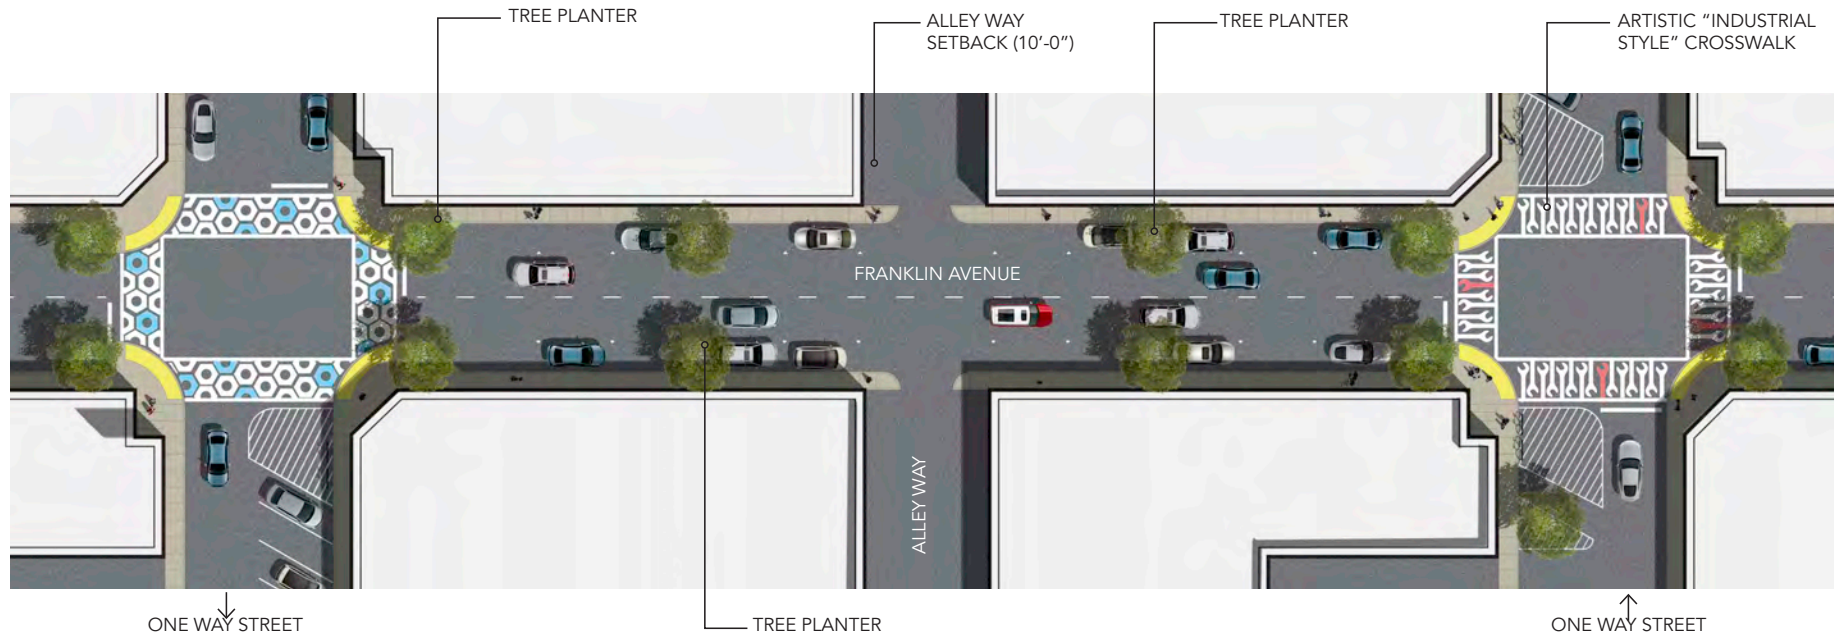 TREE PLANTER
ALLEY WAY
SETBACK (10’-0”)
TREE PLANTER
ARTISTIC “INDUSTRIAL
STYLE” CROSSWALK
FRANKLIN AVENUE
ALLEY WAY
ONE WAY STREET
TREE PLANTER
ONE WAY STREET